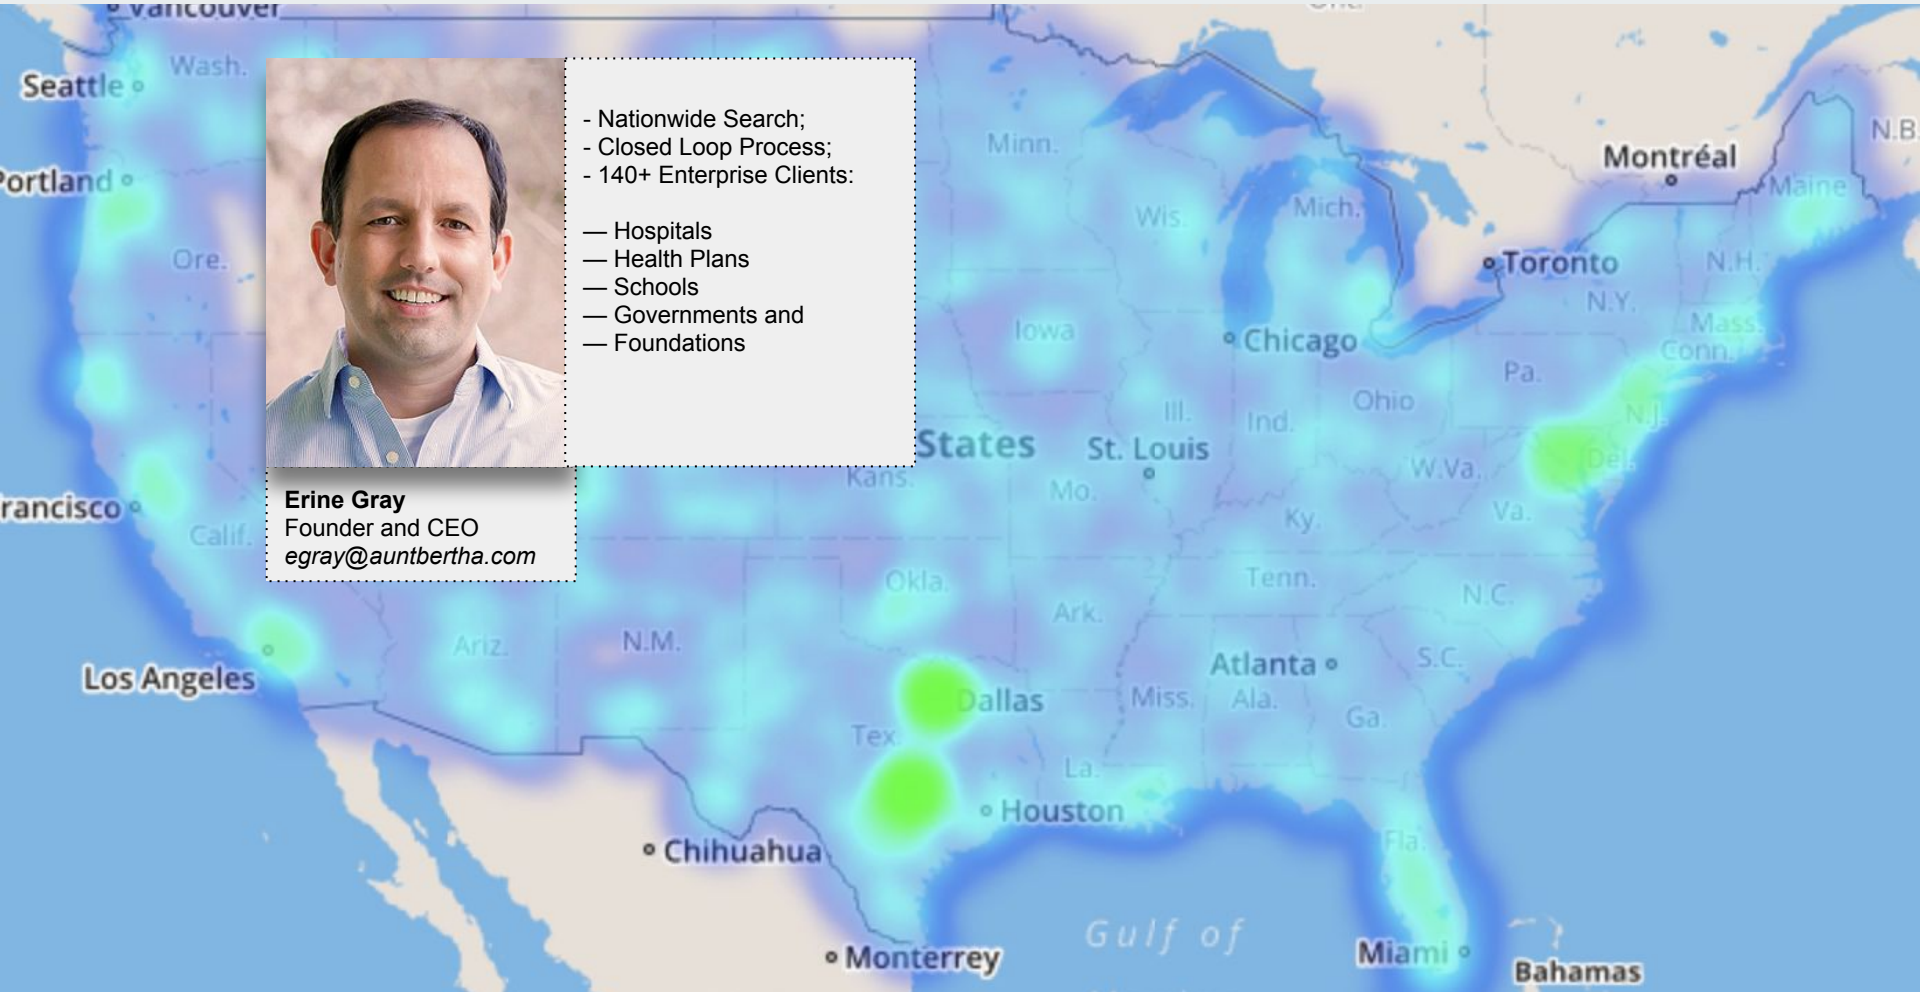 Vancouver
Ont.
Seattle
Wash.
Portland
Ore.
- Nationwide Search;
- Closed Loop Process;
- 140+ Enterprise Clients:
— Hospitals
— Health Plans
— Schools
— Governments and
— Foundations
Erine Gray
Founder and CEO
egray@auntbertha.com
Minn.
Wis.
Mich.
Montréal
N.B.
Maine
Toronto
N.H.
N.Y.
Mass.
Conn.
Iowa
Chicago
Pa.
N.J.
Ill.
Ind.
Ohio
States
St. Louis
Del.
W.Va.
Kans.
Mo.
Ky.
Va.
rancisco
Calif.
Okla.
Tenn.
N.C.
Ark.
Ariz.
N.M.
Atlanta
S.C.
Los Angeles
Dallas
Miss.
Ala.
Ga.
Tex.
La.
Houston
Chihuahua
Fla.
Gulf of
Monterrey
Miami
Bahamas